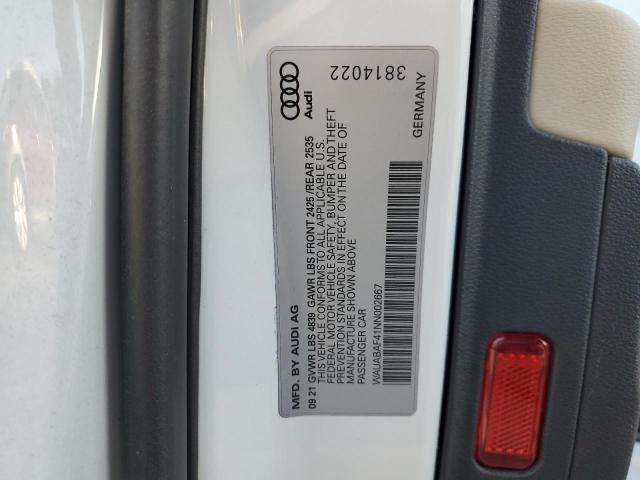 3814022
Audi
MFD. BY AUDI AG
GERMANY
09 21 GVWR LBS 4839 GAWR LBS FRONT 2425 /REAR 2535
THIS VEHICLE CONFORMS TO ALL APPLICABLE U.S.
FEDERAL MOTOR VEHICLE SAFETY, BUMPER AND THEFT
PREVENTION STANDARDS IN EFFECT ON THE DATE OF
MANUFACTURE SHOWN ABOVE
PASSENGER CAR
WAUABAF41NN002667